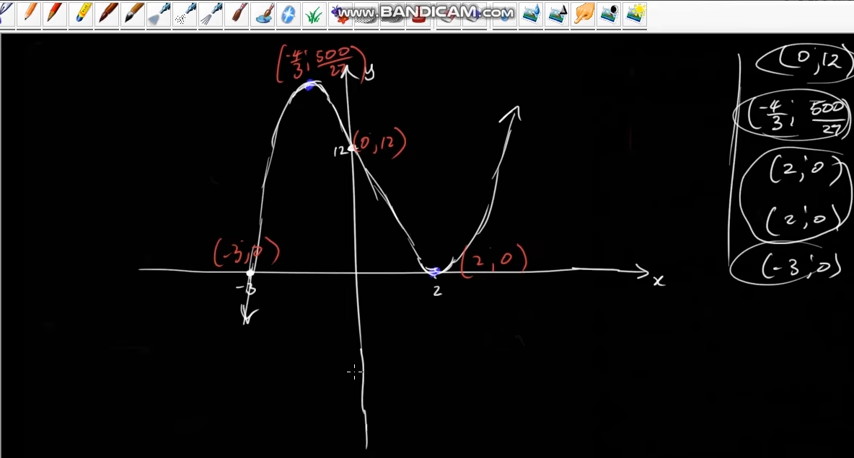 www.BANDICAM.com
(-4/3 ; 500/27)
y
12
(0 ; 12)
(-3 ; 0)
(2 ; 0)
-3
2
x
(0 ; 12)
(-4/3 ; 500/27)
(2 ; 0)
(2 ; 0)
(-3 ; 0)